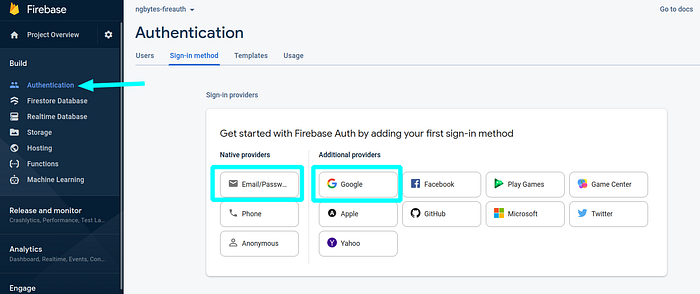 Firebase
ngbytes-fireauth
Go to docs
Project Overview
Authentication
Users
Sign-in method
Templates
Usage
Build
Authentication
Firestore Database
Realtime Database
Storage
Hosting
Functions
Machine Learning
Release and monitor
Crashlytics, Performance, Test La...
Analytics
Dashboard, Realtime, Events, Con...
Engage
Sign-in providers
Get started with Firebase Auth by adding your first sign-in method
Native providers
Additional providers
Email/Passw...
Google
Facebook
Play Games
Game Center
Phone
Apple
GitHub
Microsoft
Twitter
Anonymous
Yahoo